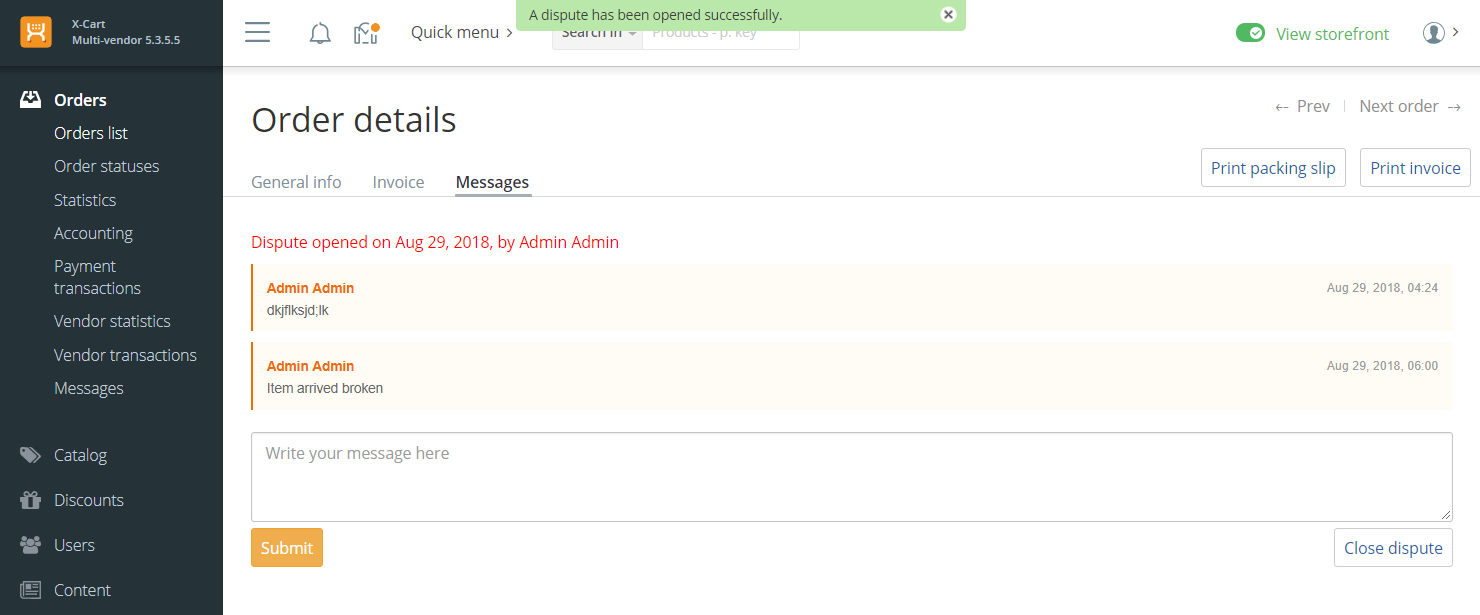 X-Cart
Multi-vendor 5.3.5.5
A dispute has been opened successfully.
Quick menu
Search in
Products - p. key
View storefront
Orders
Orders list
Order statuses
Statistics
Accounting
Payment
transactions
Vendor statistics
Vendor transactions
Messages
Catalog
Discounts
Users
Content
Order details
← Prev
Next order →
General info
Invoice
Messages
Print packing slip
Print invoice
Dispute opened on Aug 29, 2018, by Admin Admin
Admin Admin
Aug 29, 2018, 04:24
dkjflksjd;lk
Admin Admin
Aug 29, 2018, 06:00
Item arrived broken
Write your message here
Submit
Close dispute